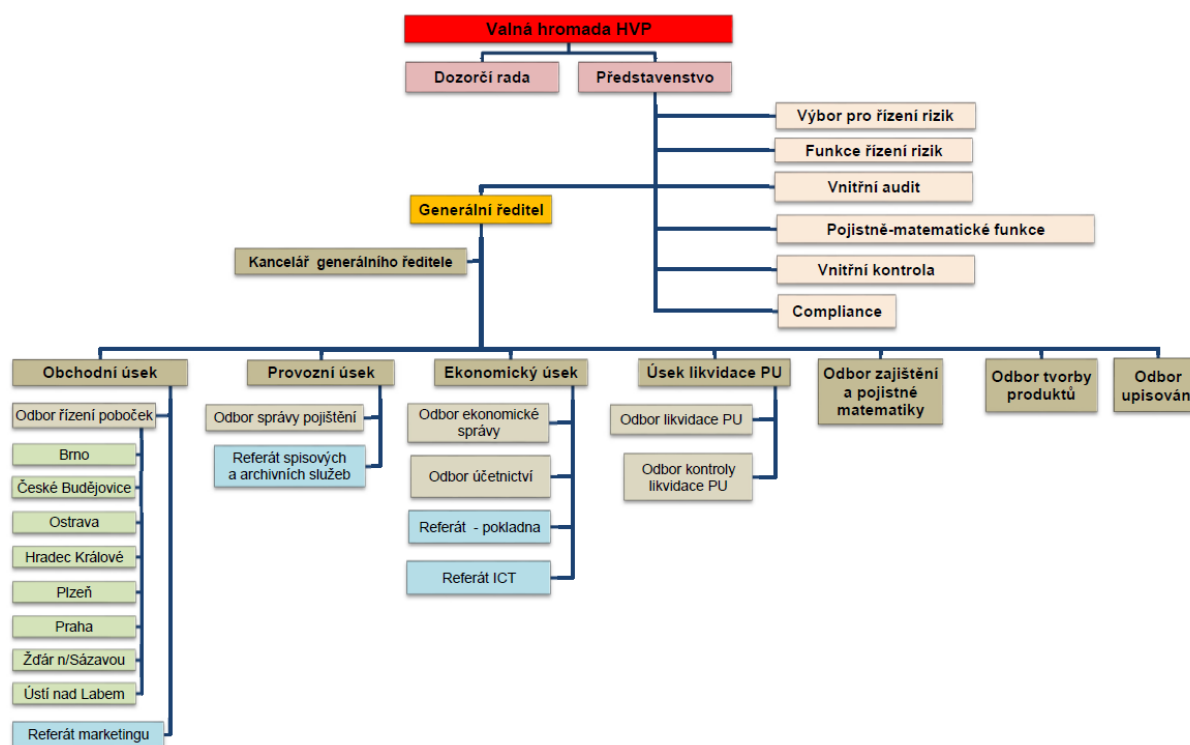 Valná hromada HVP
Dozorčí rada
Představenstvo
Výbor pro řízení rizik
Funkce řízení rizik
Vnitřní audit
Generální ředitel
Pojistně-matematické funkce
Kancelář generálního ředitele
Vnitřní kontrola
Compliance
Obchodní úsek
Provozní úsek
Ekonomický úsek
Úsek likvidace PU
Odbor zajištění
a pojistné
matematiky
Odbor tvorby
produktů
Odbor
upisován
Odbor řízení poboček
Brno
České Budějovice
Ostrava
Hradec Králové
Plzeň
Praha
Žďár n/Sázavou
Ústí nad Labem
Referát marketingu
Odbor správy pojištění
Referát spisových
a archivních služeb
Odbor ekonomické
správy
Odbor účetnictví
Referát - pokladna
Referát ICT
Odbor likvidace PU
Odbor kontroly
likvidace PU